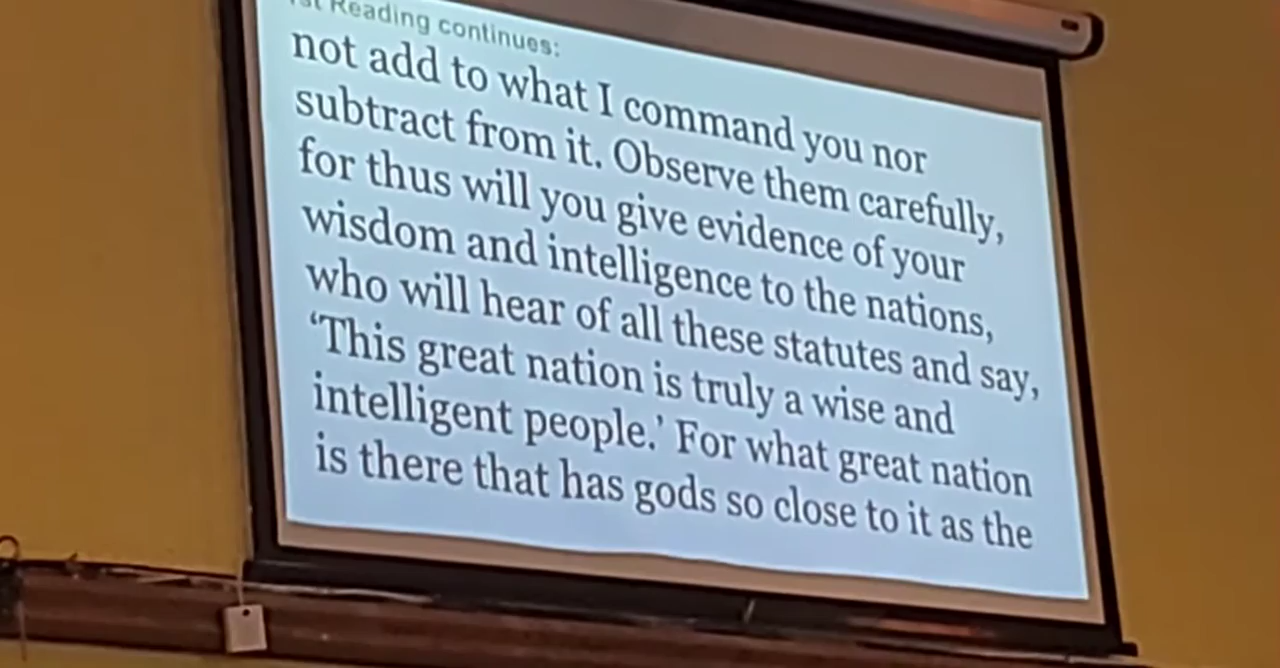 1st Reading continues:
not add to what I command you nor
subtract from it. Observe them carefully,
for thus will you give evidence of your
wisdom and intelligence to the nations,
who will hear of all these statutes and say,
‘This great nation is truly a wise and
intelligent people.’ For what great nation
is there that has gods so close to it as the